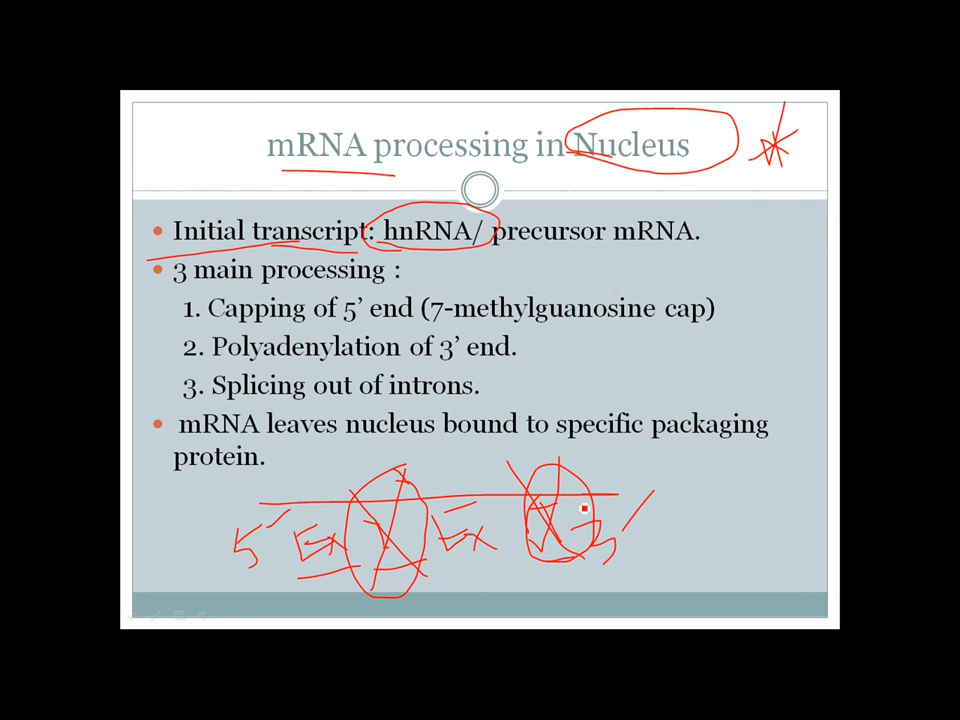 mRNA processing in Nucleus
• Initial transcript: hnRNA/ precursor mRNA.
• 3 main processing :
1. Capping of 5’ end (7-methylguanosine cap)
2. Polyadenylation of 3’ end.
3. Splicing out of introns.
• mRNA leaves nucleus bound to specific packaging
protein.
5' Ex I Ex I 3'